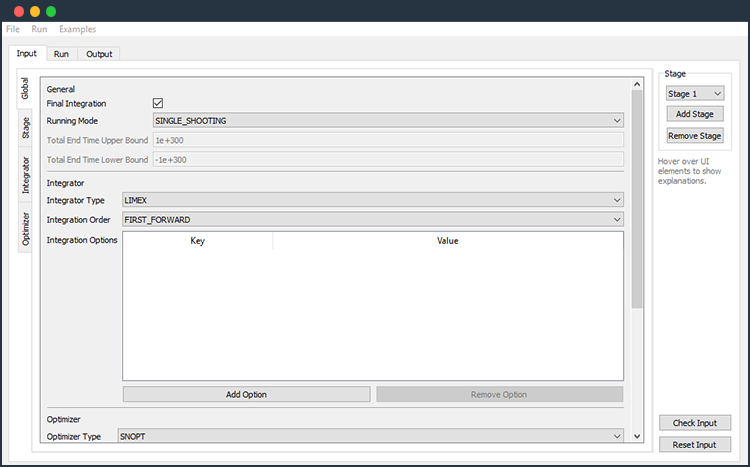 File Run Examples
Input Run Output
Global
Stage
Integrator
Optimizer
General
Final Integration
Running Mode SINGLE_SHOOTING
Total End Time Upper Bound 1e+300
Total End Time Lower Bound -1e+300
Integrator
Integrator Type LIMEX
Integration Order FIRST_FORWARD
Integration Options Key Value
Add Option Remove Option
Optimizer
Optimizer Type SNOPT
Stage
Stage 1
Add Stage
Remove Stage
Hover over UI
elements to show
explanations.
Check Input
Reset Input